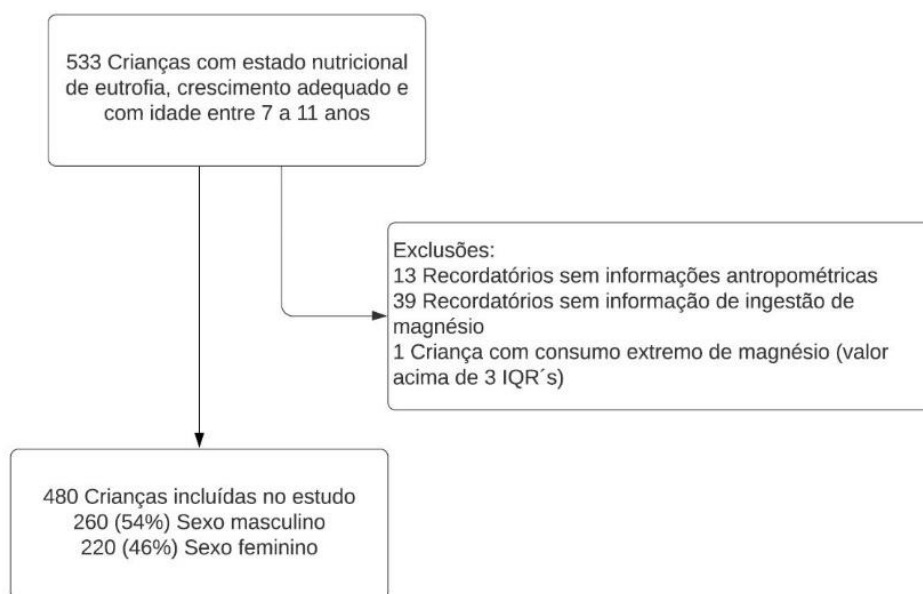 533 Crianças com estado nutricional
de eutrofia, crescimento adequado e
com idade entre 7 a 11 anos
Exclusões:
13 Recordatórios sem informações antropométricas
39 Recordatórios sem informação de ingestão de
magnésio
1 Criança com consumo extremo de magnésio (valor
acima de 3 IQR´s)
480 Crianças incluídas no estudo
260 (54%) Sexo masculino
220 (46%) Sexo feminino